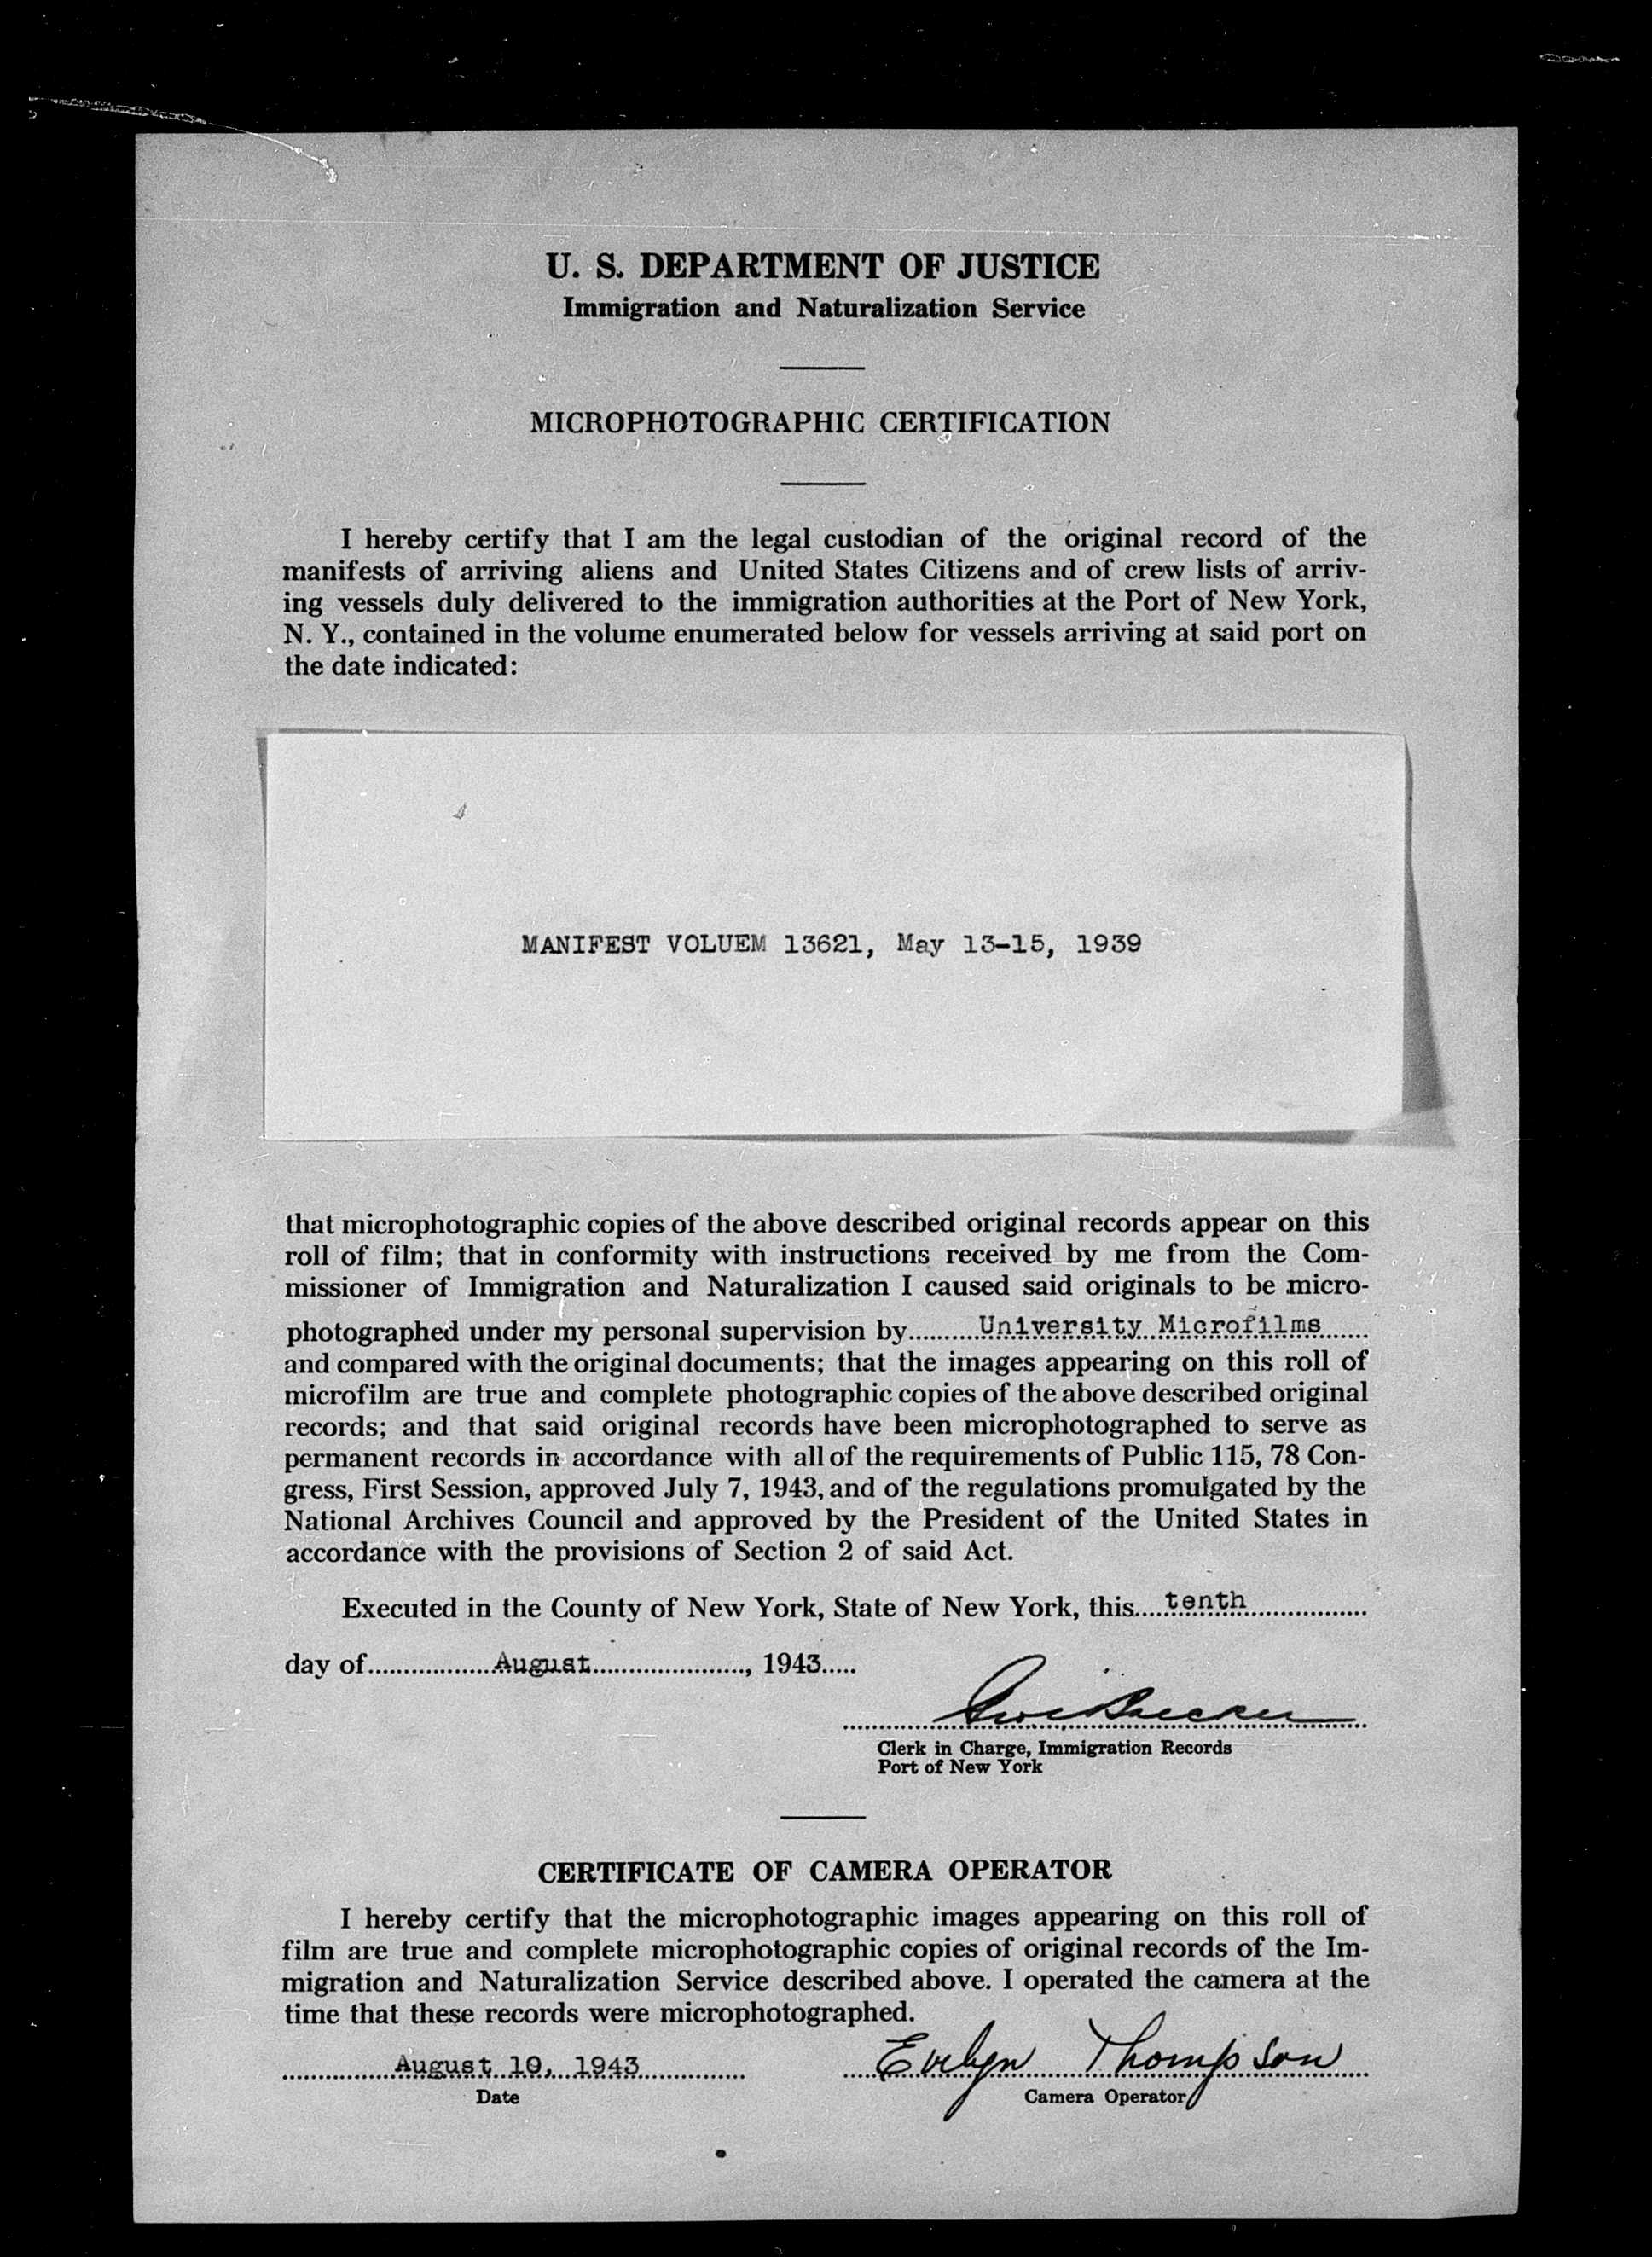 U. S. DEPARTMENT OF JUSTICE
Immigration and Naturalization Service
MICROPHOTOGRAPHIC CERTIFICATION
I hereby certify that I am the legal custodian of the original record of the
manifests of arriving aliens and United States Citizens and of crew lists of arriv-
ing vessels duly delivered to the immigration authorities at the Port of New York,
N. Y., contained in the volume enumerated below for vessels arriving at said port on
the date indicated:
MANIFEST VOLUEM 13621, May 13-15, 1939
that microphotographic copies of the above described original records appear on this
roll of film; that in conformity with instructions received by me from the Com-
missioner of Immigration and Naturalization I caused said originals to be micro-
photographed under my personal supervision by University Microfilms
and compared with the original documents; that the images appearing on this roll of
microfilm are true and complete photographic copies of the above described original
records; and that said original records have been microphotographed to serve as
permanent records in accordance with all of the requirements of Public 115, 78 Con-
gress, First Session, approved July 7, 1943, and of the regulations promulgated by the
National Archives Council and approved by the President of the United States in
accordance with the provisions of Section 2 of said Act.
Executed in the County of New York, State of New York, this tenth
day of August, 1943
Clerk in Charge, Immigration Records
Port of New York
CERTIFICATE OF CAMERA OPERATOR
I hereby certify that the microphotographic images appearing on this roll of
film are true and complete microphotographic copies of original records of the Im-
migration and Naturalization Service described above. I operated the camera at the
time that these records were microphotographed.
August 10, 1943 Evelyn Thompson
Date Camera Operator